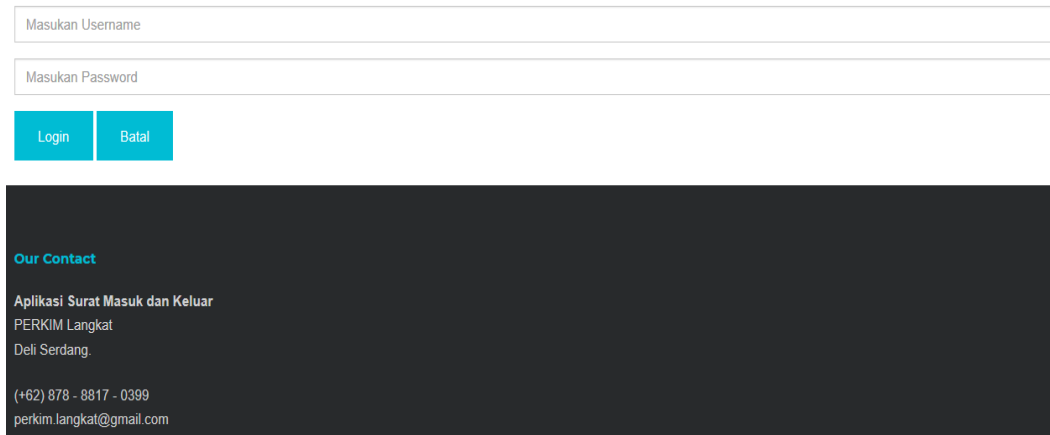 Masukan Username
Masukan Password
Login Batal
Our Contact
Aplikasi Surat Masuk dan Keluar
PERKIM Langkat
Deli Serdang.
(+62) 878 - 8817 - 0399
perkim.langkat@gmail.com